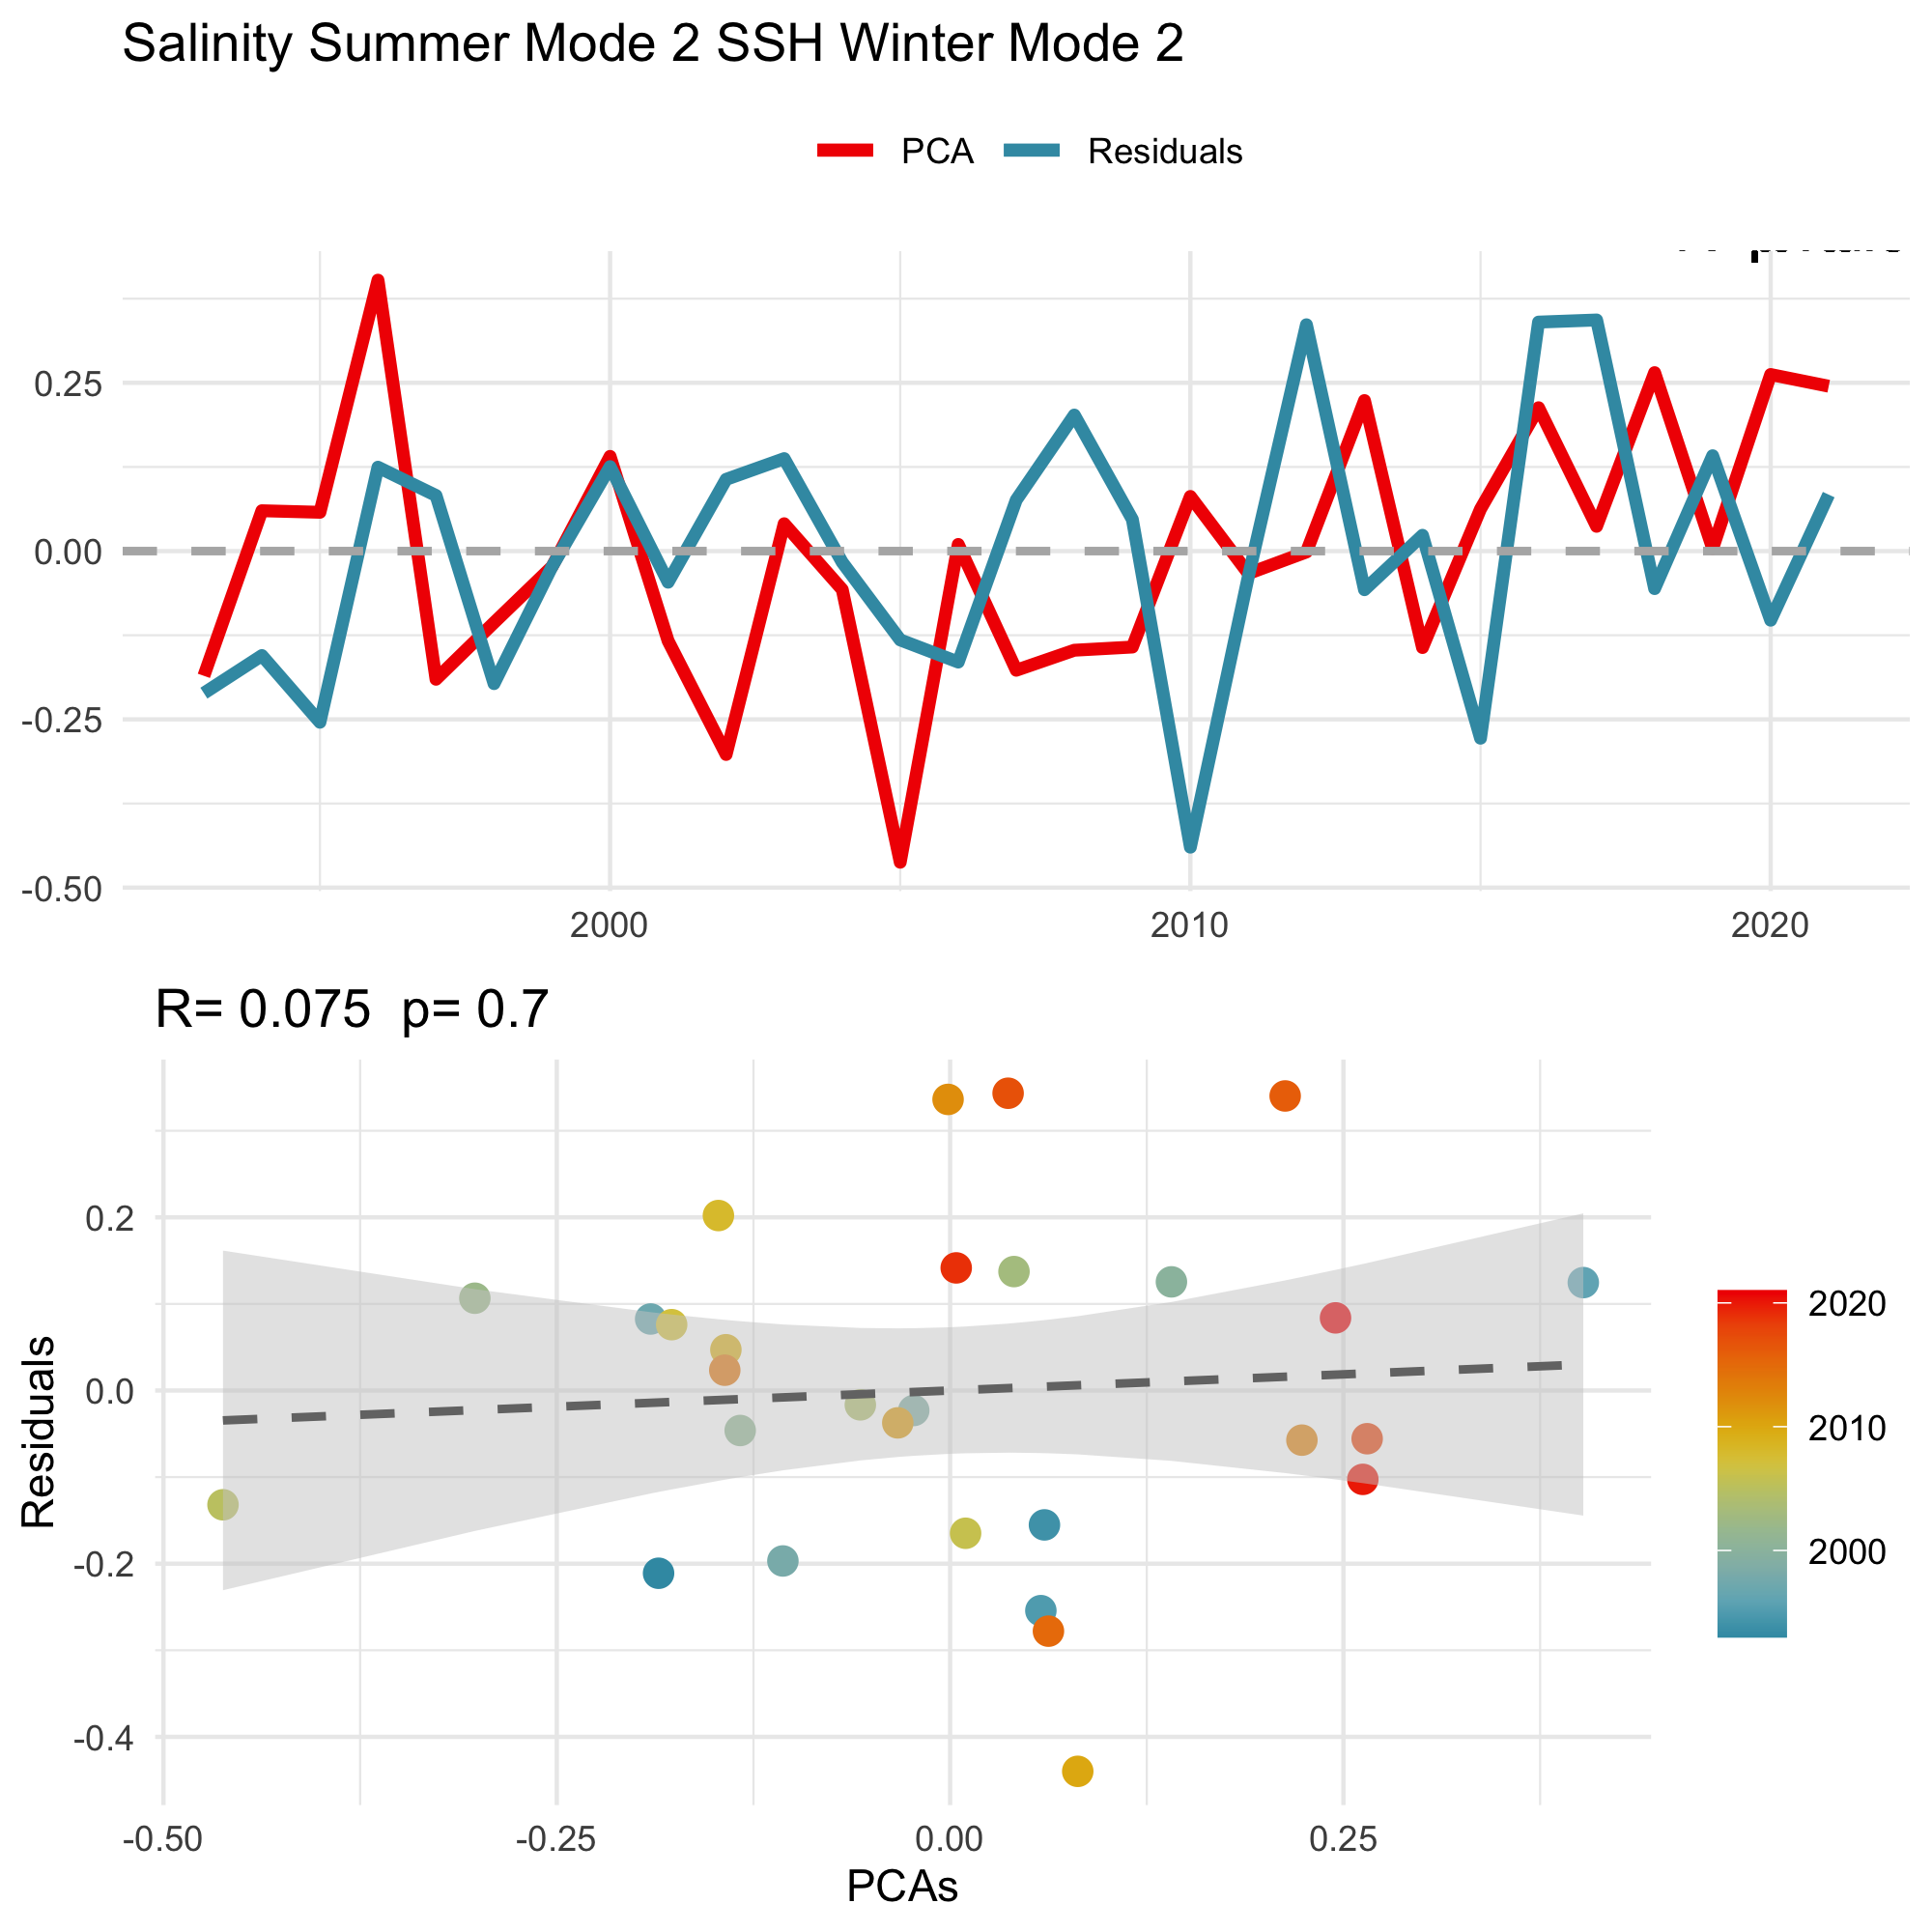 Salinity Summer Mode 2 SSH Winter Mode 2
PCA Residuals
0.25
0.00
-0.25
-0.50
2000 2010 2020
R= 0.075 p= 0.7
Residuals
0.2
0.0
-0.2
-0.4
2020
2010
2000
-0.50 -0.25 0.00 0.25
PCAs